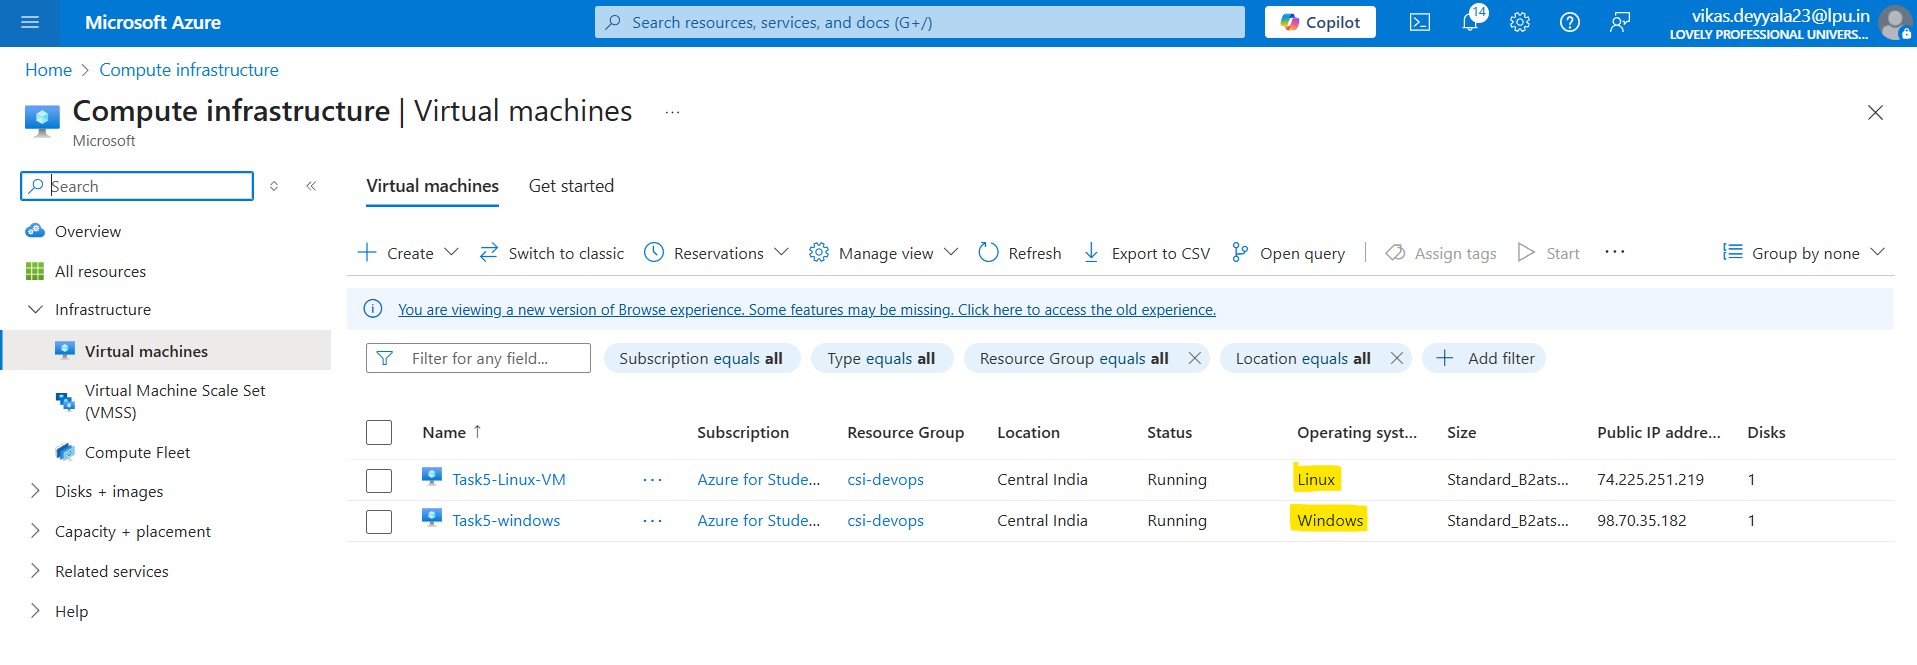 Microsoft Azure
Search resources, services, and docs (G+/)
Copilot
14
vikas.deyyala23@lpu.in
LOVELY PROFESSIONAL UNIVERS...
Home > Compute infrastructure
Compute infrastructure | Virtual machines ...
Microsoft
Search
Overview
All resources
Infrastructure
Virtual machines
Virtual Machine Scale Set
(VMSS)
Compute Fleet
Disks + images
Capacity + placement
Related services
Help
Virtual machines Get started
Create Switch to classic Reservations Manage view Refresh Export to CSV Open query Assign tags Start ... Group by none
You are viewing a new version of Browse experience. Some features may be missing. Click here to access the old experience.
Filter for any field... Subscription equals all Type equals all Resource Group equals all Location equals all Add filter
Name ↑ Subscription Resource Group Location Status Operating syst... Size Public IP addre... Disks
Task5-Linux-VM ... Azure for Stude... csi-devops Central India Running Linux Standard_B2ats... 74.225.251.219 1
Task5-windows ... Azure for Stude... csi-devops Central India Running Windows Standard_B2ats... 98.70.35.182 1